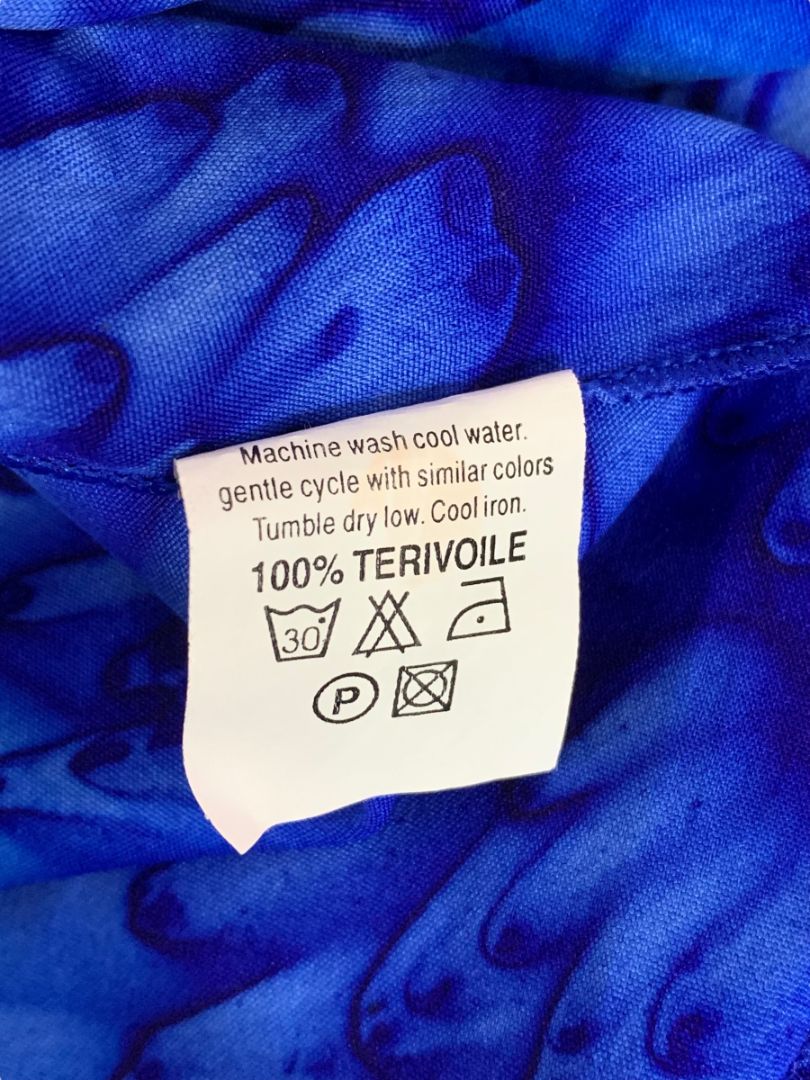 Machine wash cool water.
gentle cycle with similar colors
Tumble dry low. Cool iron.
100% TERIVOILE
30°
P